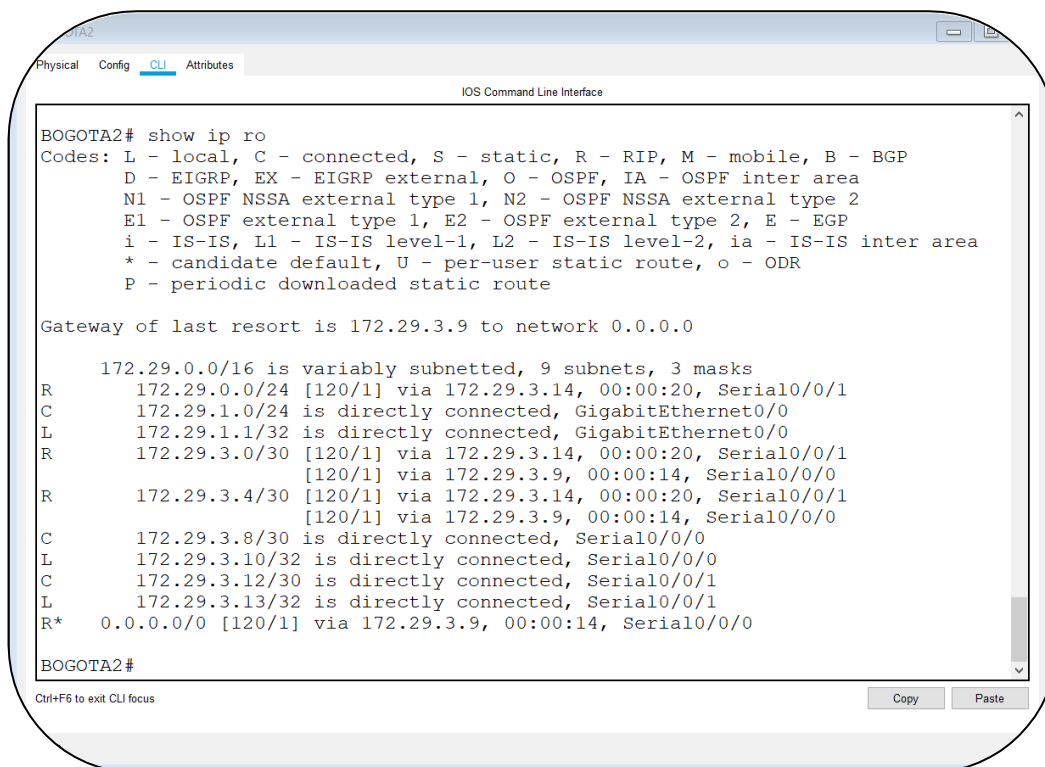 Physical Config CLI Attributes
IOS Command Line Interface
BOGOTA2# show ip ro
Codes: L - local, C - connected, S - static, R - RIP, M - mobile, B - BGP
D - EIGRP, EX - EIGRP external, O - OSPF, IA - OSPF inter area
N1 - OSPF NSSA external type 1, N2 - OSPF NSSA external type 2
E1 - OSPF external type 1, E2 - OSPF external type 2, E - EGP
i - IS-IS, L1 - IS-IS level-1, L2 - IS-IS level-2, ia - IS-IS inter area
* - candidate default, U - per-user static route, o - ODR
P - periodic downloaded static route
Gateway of last resort is 172.29.3.9 to network 0.0.0.0
172.29.0.0/16 is variably subnetted, 9 subnets, 3 masks
R 172.29.0.0/24 [120/1] via 172.29.3.14, 00:00:20, Serial0/0/1
C 172.29.1.0/24 is directly connected, GigabitEthernet0/0
L 172.29.1.1/32 is directly connected, GigabitEthernet0/0
R 172.29.3.0/30 [120/1] via 172.29.3.14, 00:00:20, Serial0/0/1
[120/1] via 172.29.3.9, 00:00:14, Serial0/0/0
R 172.29.3.4/30 [120/1] via 172.29.3.14, 00:00:20, Serial0/0/1
[120/1] via 172.29.3.9, 00:00:14, Serial0/0/0
C 172.29.3.8/30 is directly connected, Serial0/0/0
L 172.29.3.10/32 is directly connected, Serial0/0/0
C 172.29.3.12/30 is directly connected, Serial0/0/1
L 172.29.3.13/32 is directly connected, Serial0/0/1
R* 0.0.0.0/0 [120/1] via 172.29.3.9, 00:00:14, Serial0/0/0
BOGOTA2#
Ctrl+F6 to exit CLI focus Copy Paste